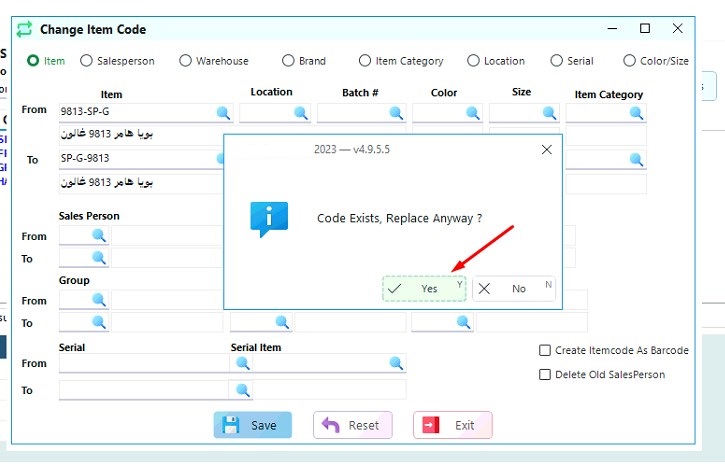 Change Item Code
Item Salesperson Warehouse Brand Item Category Location Serial Color/Size
Item Location Batch # Color Size Item Category
From 9813-SP-G
بويا هامر 9813 غالون
To SP-G-9813
بويا هامر 9813 غالون
2023 — v4.9.5.5
Code Exists, Replace Anyway ?
Yes Y No N
Sales Person
From
To
Group
From
To
Serial Serial Item
From
To
Create Itemcode As Barcode
Delete Old SalesPerson
Save Reset Exit